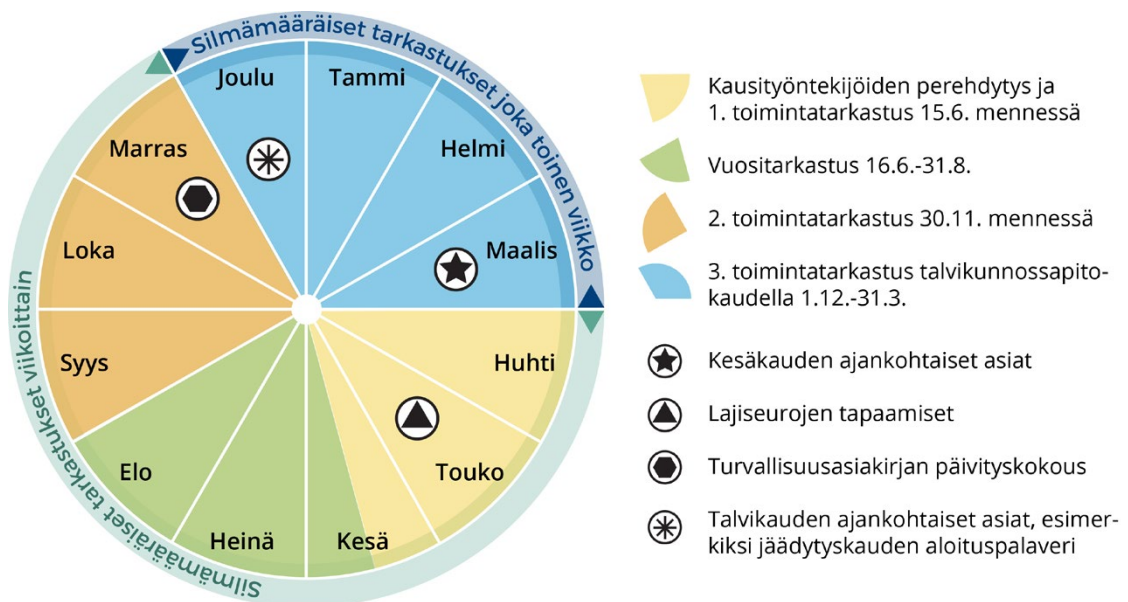 Silmämääräiset tarkastukset joka toinen viikko
Joulu
Tammi
Helmi
Maalis
Huhti
Touko
Kesä
Heinä
Elo
Syys
Loka
Marras
Silmämääräiset tarkastukset viikoittain
Kausityöntekijöiden perehdytys ja
1. toimintatarkastus 15.6. mennessä
Vuositarkastus 16.6.-31.8.
2. toimintatarkastus 30.11. mennessä
3. toimintatarkastus talvikunnossapito-
kaudella 1.12.-31.3.
Kesäkauden ajankohtaiset asiat
Lajiseurojen tapaamiset
Turvallisuusasiakirjan päivityskokous
Talvikauden ajankohtaiset asiat, esimer-
kiksi jäädytyskauden aloituspalaveri